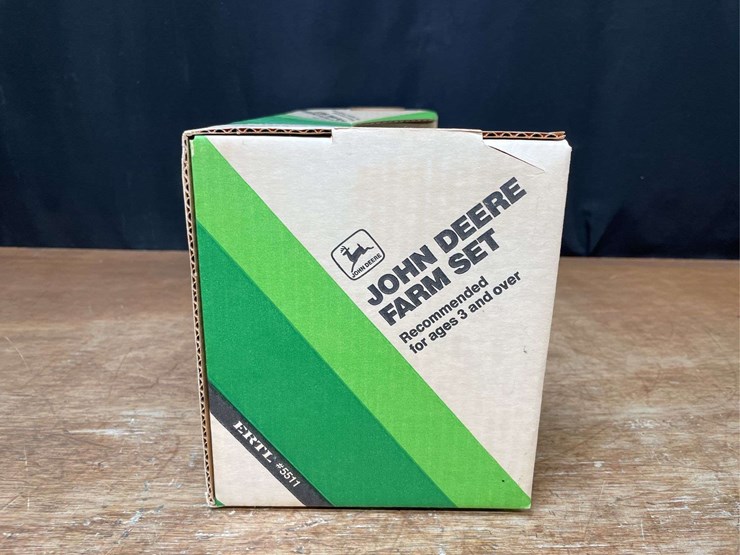 JOHN DEERE
JOHN DEERE
FARM SET
Recommended
for ages 3 and over
ERTL #5511